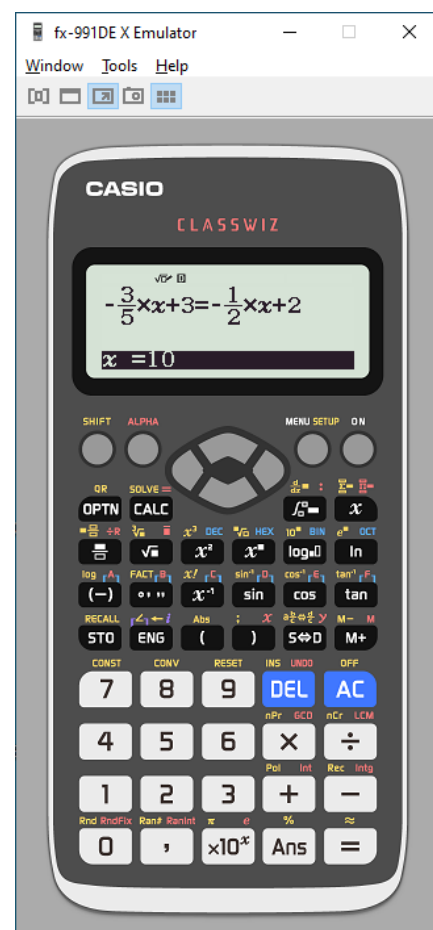 fx-991DE X Emulator
Window Tools Help
CASIO
CLASSWIZ
√▱/ D
-3/5×x+3=-1/2×x+2
x =10
SHIFT ALPHA MENU SETUP ON
QR SOLVE = d/dx :
OPTN CALC x
÷R x³ DEC HEX 10■ BIN e■ OCT
√■ x² x■ log■▯ ln
log A FACT B x! C sin⁻¹ D cos⁻¹ E tan⁻¹ F
(−) ° ’ ” x⁻¹ sin cos tan
RECALL ∠ ← i Abs ; x y M− M
STO ENG ( ) S⇔D M+
CONST CONV RESET INS UNDO OFF
7 8 9 DEL AC
nPr GCD nCr LCM
4 5 6 × ÷
Pol Int Rec Intg
1 2 3 + −
Rnd RndFix Ran# RanInt π e % ≈
0 , ×10ˣ Ans =